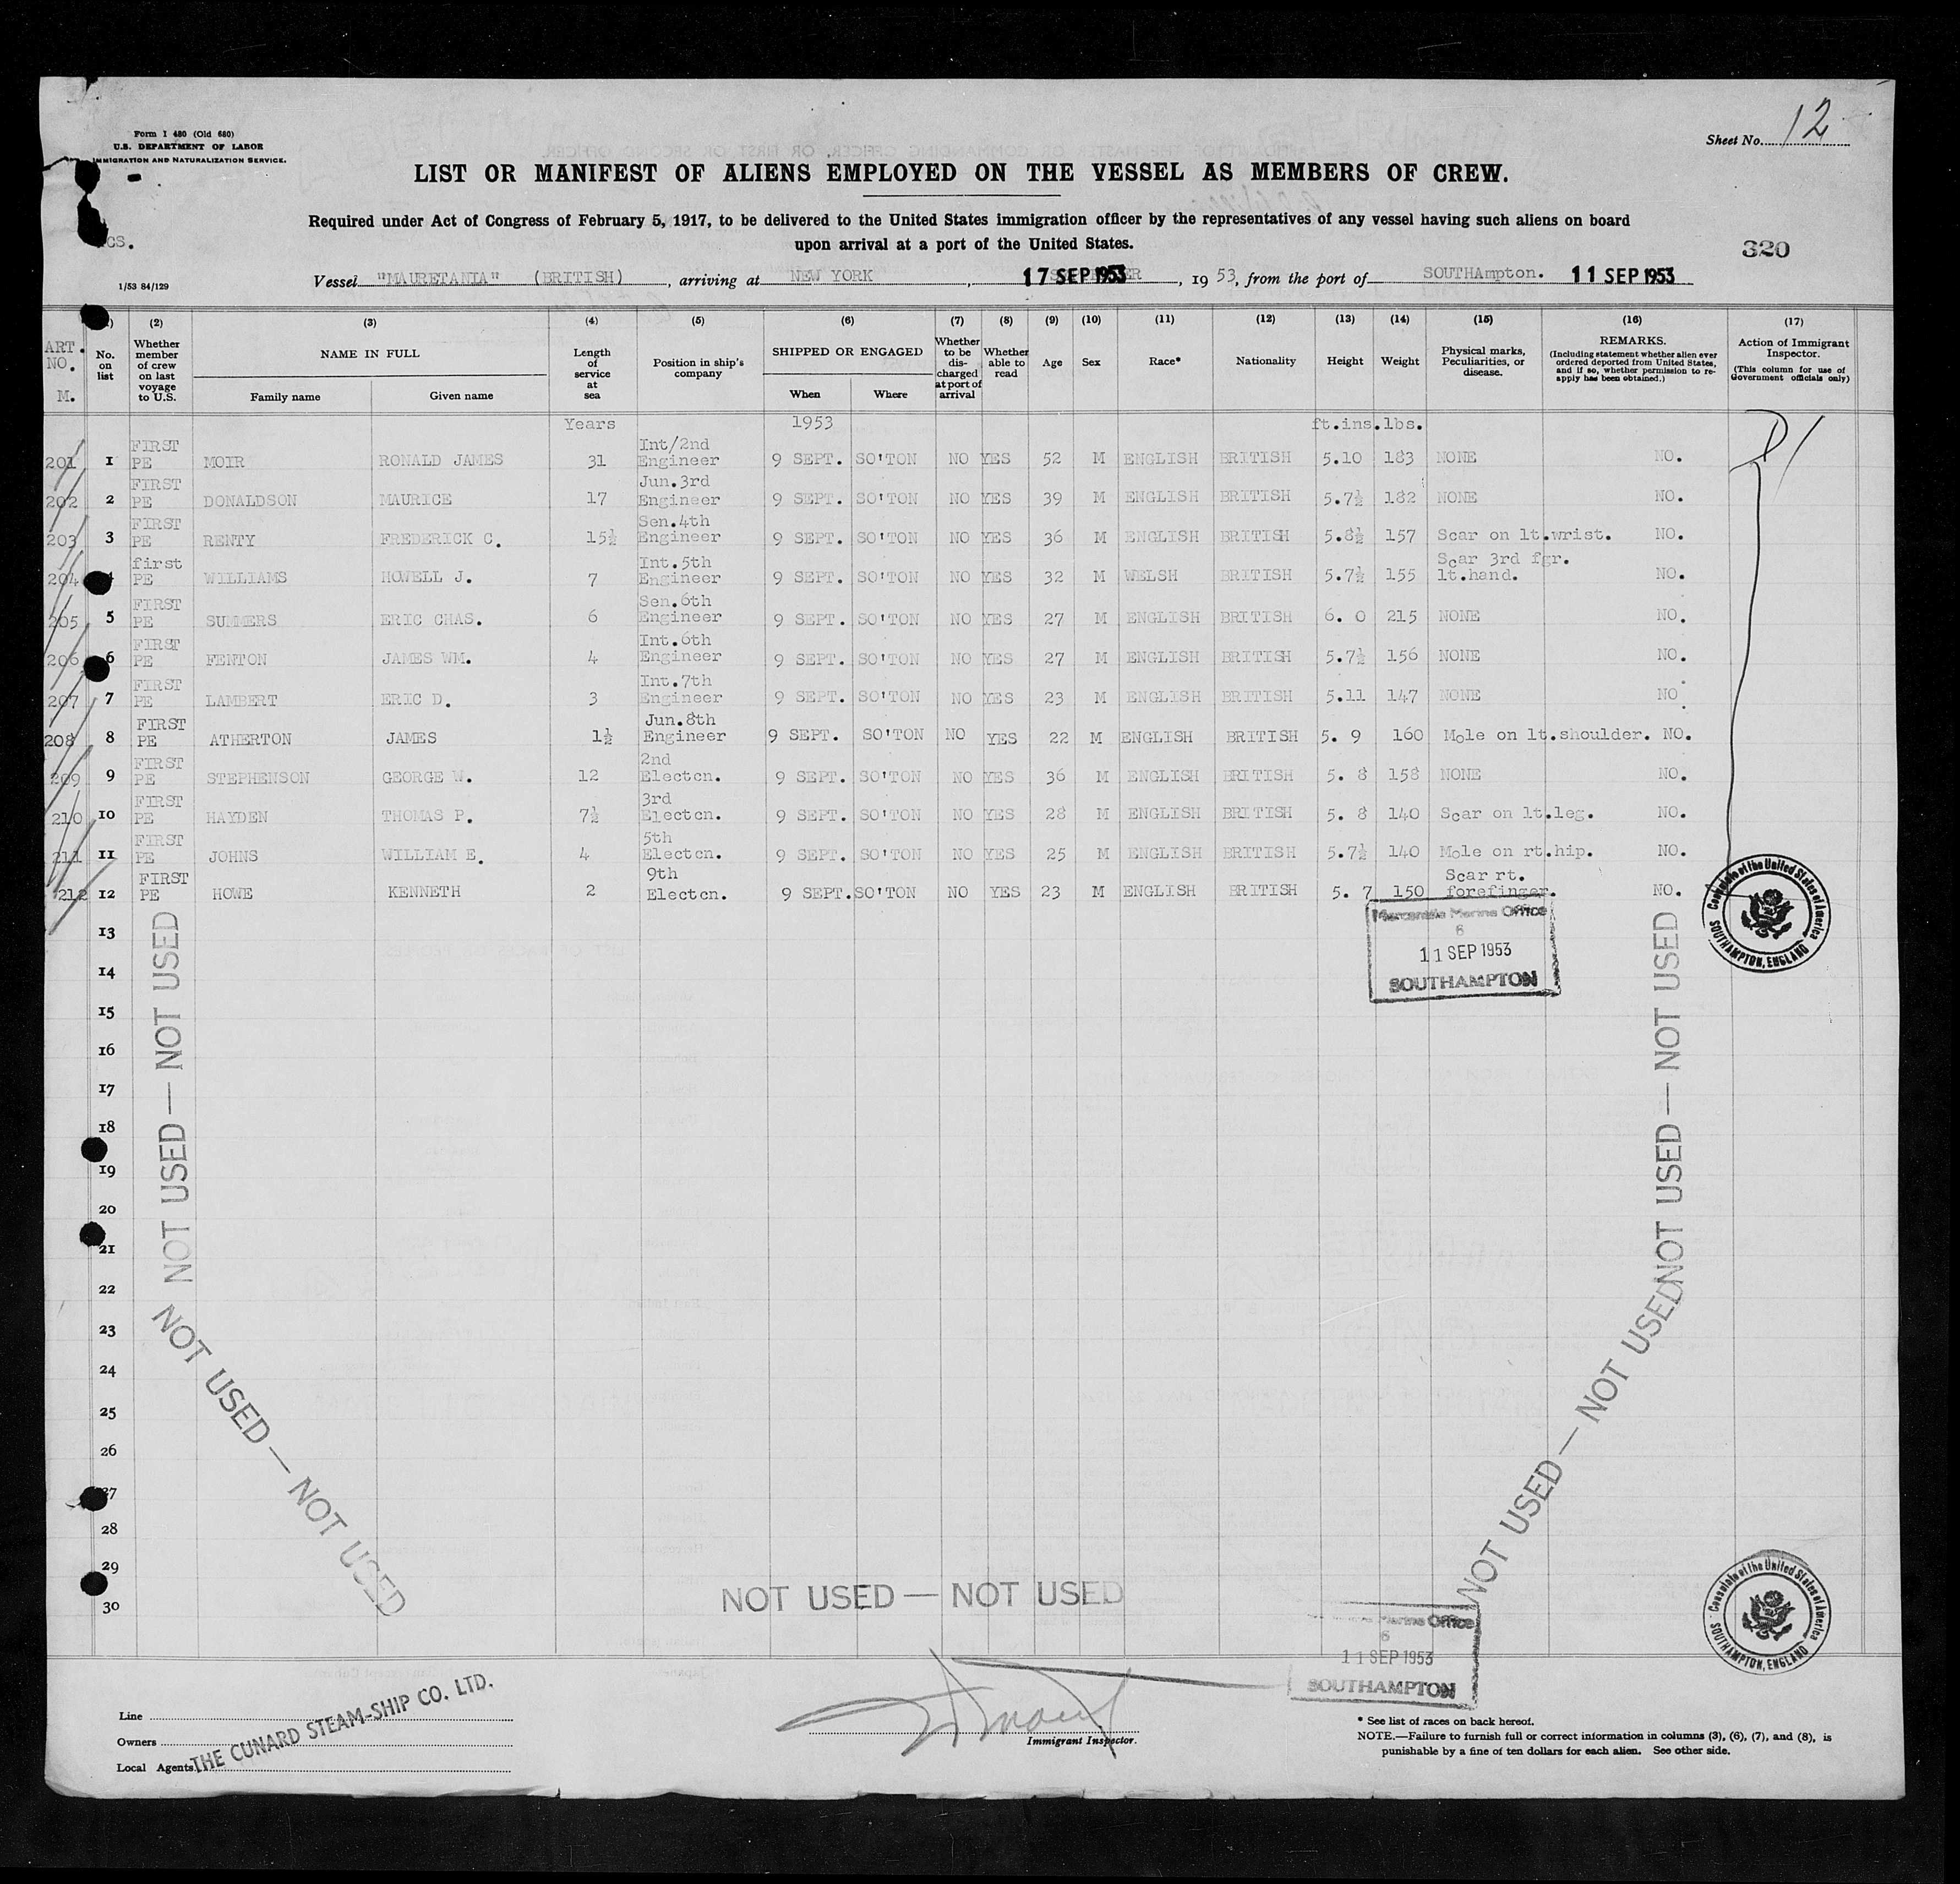 Form I 480 (Old 680)
U.S. DEPARTMENT OF LABOR
IMMIGRATION AND NATURALIZATION SERVICE.
Sheet No. 12
LIST OR MANIFEST OF ALIENS EMPLOYED ON THE VESSEL AS MEMBERS OF CREW.
Required under Act of Congress of February 5, 1917, to be delivered to the United States immigration officer by the representatives of any vessel having such aliens on board
upon arrival at a port of the United States.
320
1/53 84/129
Vessel "MAURETANIA" (BRITISH), arriving at NEW YORK, 17 SEP 1953, 1953, from the port of SOUTHAmpton. 11 SEP 1953
(2) (3) (4) (5) (6) (7) (8) (9) (10) (11) (12) (13) (14) (15) (16) (17)
ART. NO. M.
No. on list
Whether member of crew on last voyage to U.S.
NAME IN FULL
Family name Given name
Length of service at sea
Position in ship's company
SHIPPED OR ENGAGED
When Where
Whether to be discharged at port of arrival
Whether able to read
Age Sex Race* Nationality Height Weight
Physical marks, Peculiarities, or disease.
REMARKS.
(Including statement whether alien ever ordered deported from United States, and if so, whether permission to re-apply has been obtained.)
Action of Immigrant Inspector.
(This column for use of Government officials only)
Years 1953 ft.ins.lbs.
201 1 FIRST PE MOIR RONALD JAMES 31 Int/2nd Engineer 9 SEPT. SO'TON NO YES 52 M ENGLISH BRITISH 5.10 183 NONE NO.
202 2 FIRST PE DONALDSON MAURICE 17 Jun.3rd Engineer 9 SEPT. SO'TON NO YES 39 M ENGLISH BRITISH 5.7½ 182 NONE NO.
203 3 FIRST PE RENTY FREDERICK C. 15½ Sen.4th Engineer 9 SEPT. SO'TON NO YES 36 M ENGLISH BRITISH 5.8½ 157 Scar on lt.wrist. NO.
204 first PE WILLIAMS HOWELL J. 7 Int.5th Engineer 9 SEPT. SO'TON NO YES 32 M WELSH BRITISH 5.7½ 155 Scar 3rd fgr. lt.hand. NO.
205 5 FIRST PE SUMMERS ERIC CHAS. 6 Sen.6th Engineer 9 SEPT. SO'TON NO YES 27 M ENGLISH BRITISH 6. 0 215 NONE NO.
206 6 FIRST PE FENTON JAMES WM. 4 Int.6th Engineer 9 SEPT. SO'TON NO YES 27 M ENGLISH BRITISH 5.7½ 156 NONE NO.
207 7 FIRST PE LAMBERT ERIC D. 3 Int.7th Engineer 9 SEPT. SO'TON NO YES 23 M ENGLISH BRITISH 5.11 147 NONE NO.
208 8 FIRST PE ATHERTON JAMES 1½ Jun.8th Engineer 9 SEPT. SO'TON NO YES 22 M ENGLISH BRITISH 5. 9 160 Mole on lt.shoulder. NO.
209 9 FIRST PE STEPHENSON GEORGE W. 12 2nd Electcn. 9 SEPT. SO'TON NO YES 36 M ENGLISH BRITISH 5. 8 158 NONE NO.
210 10 FIRST PE HAYDEN THOMAS P. 7½ 3rd Electcn. 9 SEPT. SO'TON NO YES 28 M ENGLISH BRITISH 5. 8 140 Scar on lt.leg. NO.
211 11 FIRST PE JOHNS WILLIAM E. 4 5th Electcn. 9 SEPT. SO'TON NO YES 25 M ENGLISH BRITISH 5.7½ 140 Mole on rt.hip. NO.
212 12 FIRST PE HOWE KENNETH 2 9th Electcn. 9 SEPT. SO'TON NO YES 23 M ENGLISH BRITISH 5. 7 150 Scar rt. forefinger. NO.
Consulate of the United States of America
SOUTHAMPTON, ENGLAND
Mercantile Marine Office
6
11 SEP 1953
SOUTHAMPTON
13
14
15
16
17
18
19
20
21
22
23
24
25
26
27
28
29
30
NOT USED — NOT USED
NOT USED — NOT USED
NOT USED — NOT USED
NOT USED — NOT USED
NOT USED — NOT USED
NOT USED — NOT USED
NOT USED — NOT USED
Marine Office
6
11 SEP 1953
SOUTHAMPTON
Consulate of the United States of America
SOUTHAMPTON, ENGLAND
Line
Owners
Local Agents
THE CUNARD STEAM-SHIP CO. LTD.
Immigrant Inspector.
* See list of races on back hereof.
NOTE.—Failure to furnish full or correct information in columns (3), (6), (7), and (8), is
punishable by a fine of ten dollars for each alien. See other side.